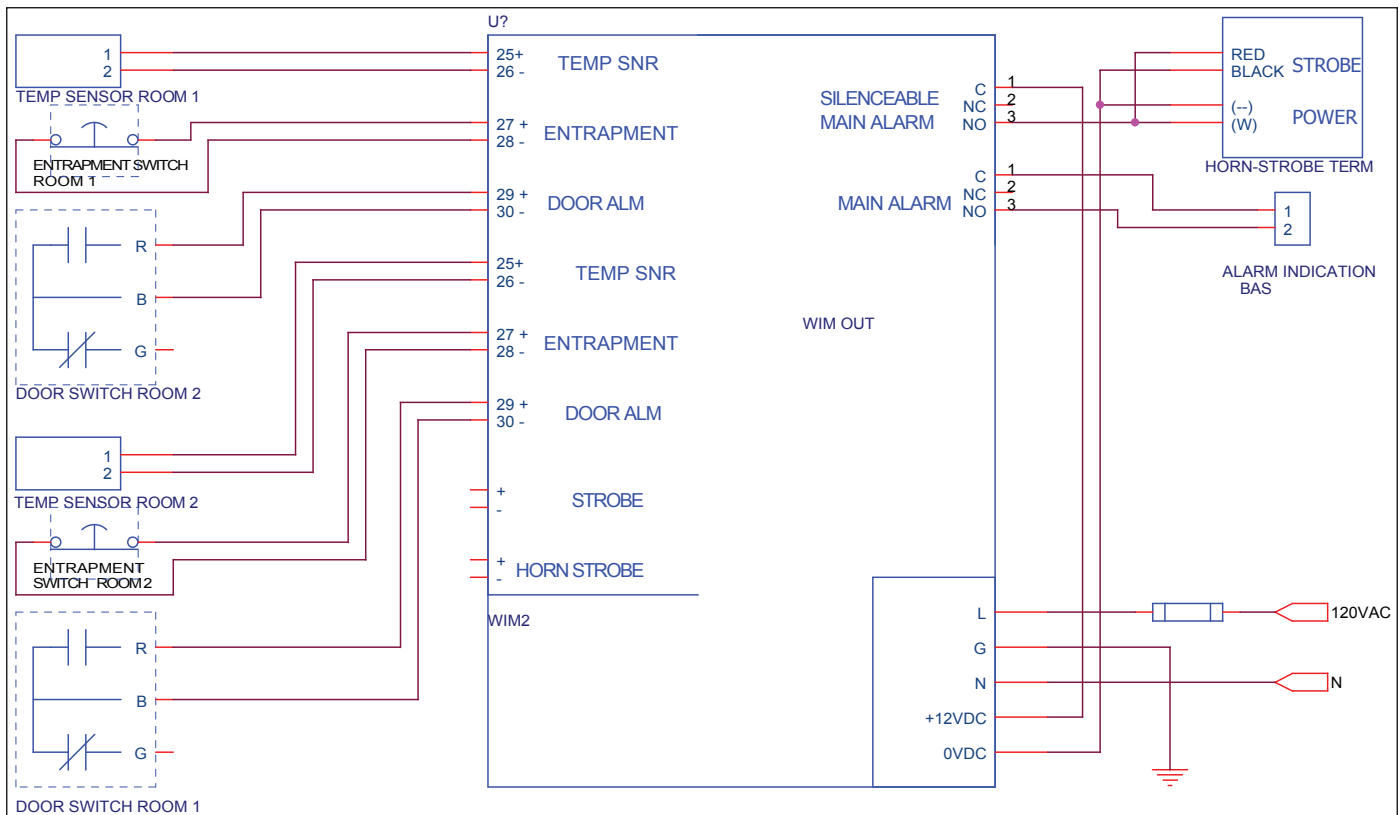 U?
1
2
TEMP SENSOR ROOM 1
ENTRAPMENT SWITCH
ROOM 1
R
B
G
DOOR SWITCH ROOM 2
1
2
TEMP SENSOR ROOM 2
ENTRAPMENT
SWITCH ROOM2
R
B
G
DOOR SWITCH ROOM 1
25+ TEMP SNR
26 -
27 + ENTRAPMENT
28 -
29 + DOOR ALM
30 -
25+ TEMP SNR
26 -
27 + ENTRAPMENT
28 -
29 + DOOR ALM
30 -
+ STROBE
-
+ HORN STROBE
-
WIM2
C 1
SILENCEABLE NC 2
MAIN ALARM NO 3
C 1
NC 2
MAIN ALARM NO 3
WIM OUT
L
G
N
+12VDC
0VDC
RED
BLACK STROBE
(--)
(W) POWER
HORN-STROBE TERM
1
2
ALARM INDICATION
BAS
120VAC
N